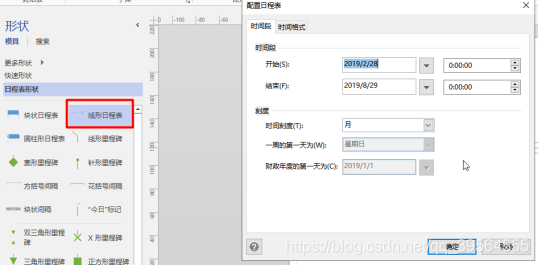 形状
模具 | 搜索
更多形状
快速形状
日程表形状
块状日程表
线形日程表
圆柱形日程表
线形里程碑
菱形里程碑
针形里程碑
方括号间隔
花括号间隔
块状间隔
"今日"标记
双三角形里程碑
X 形里程碑
三角形里程碑
正方形里程碑
-100 -80 -60
220
配置日程表
时间段 时间格式
时间段
开始(S): 2019/2/28 0:00:00
结束(F): 2019/8/29 0:00:00
刻度
时间刻度(T): 月
一周的第一天为(W): 星期日
财政年度的第一天为(C): 2019/1/1
确定
https://blog.csdn.net/